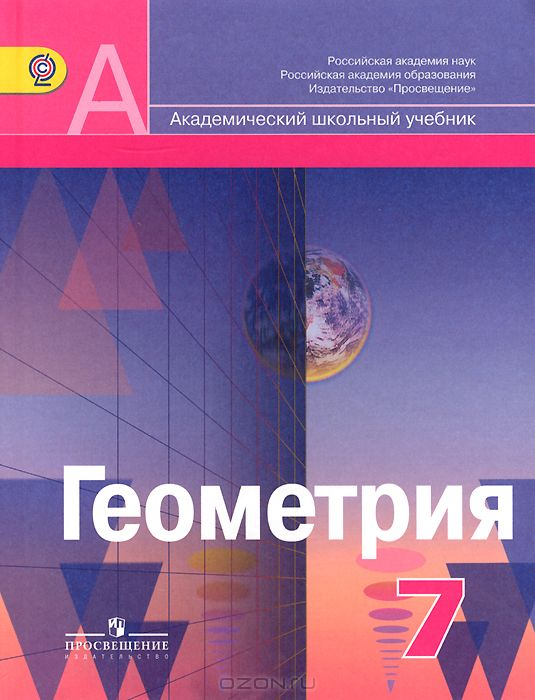 А
Российская академия наук
Российская академия образования
Издательство «Просвещение»
Академический школьный учебник
Геометрия
7
ПРОСВЕЩЕНИЕ
ИЗДАТЕЛЬСТВО
ozon.ru